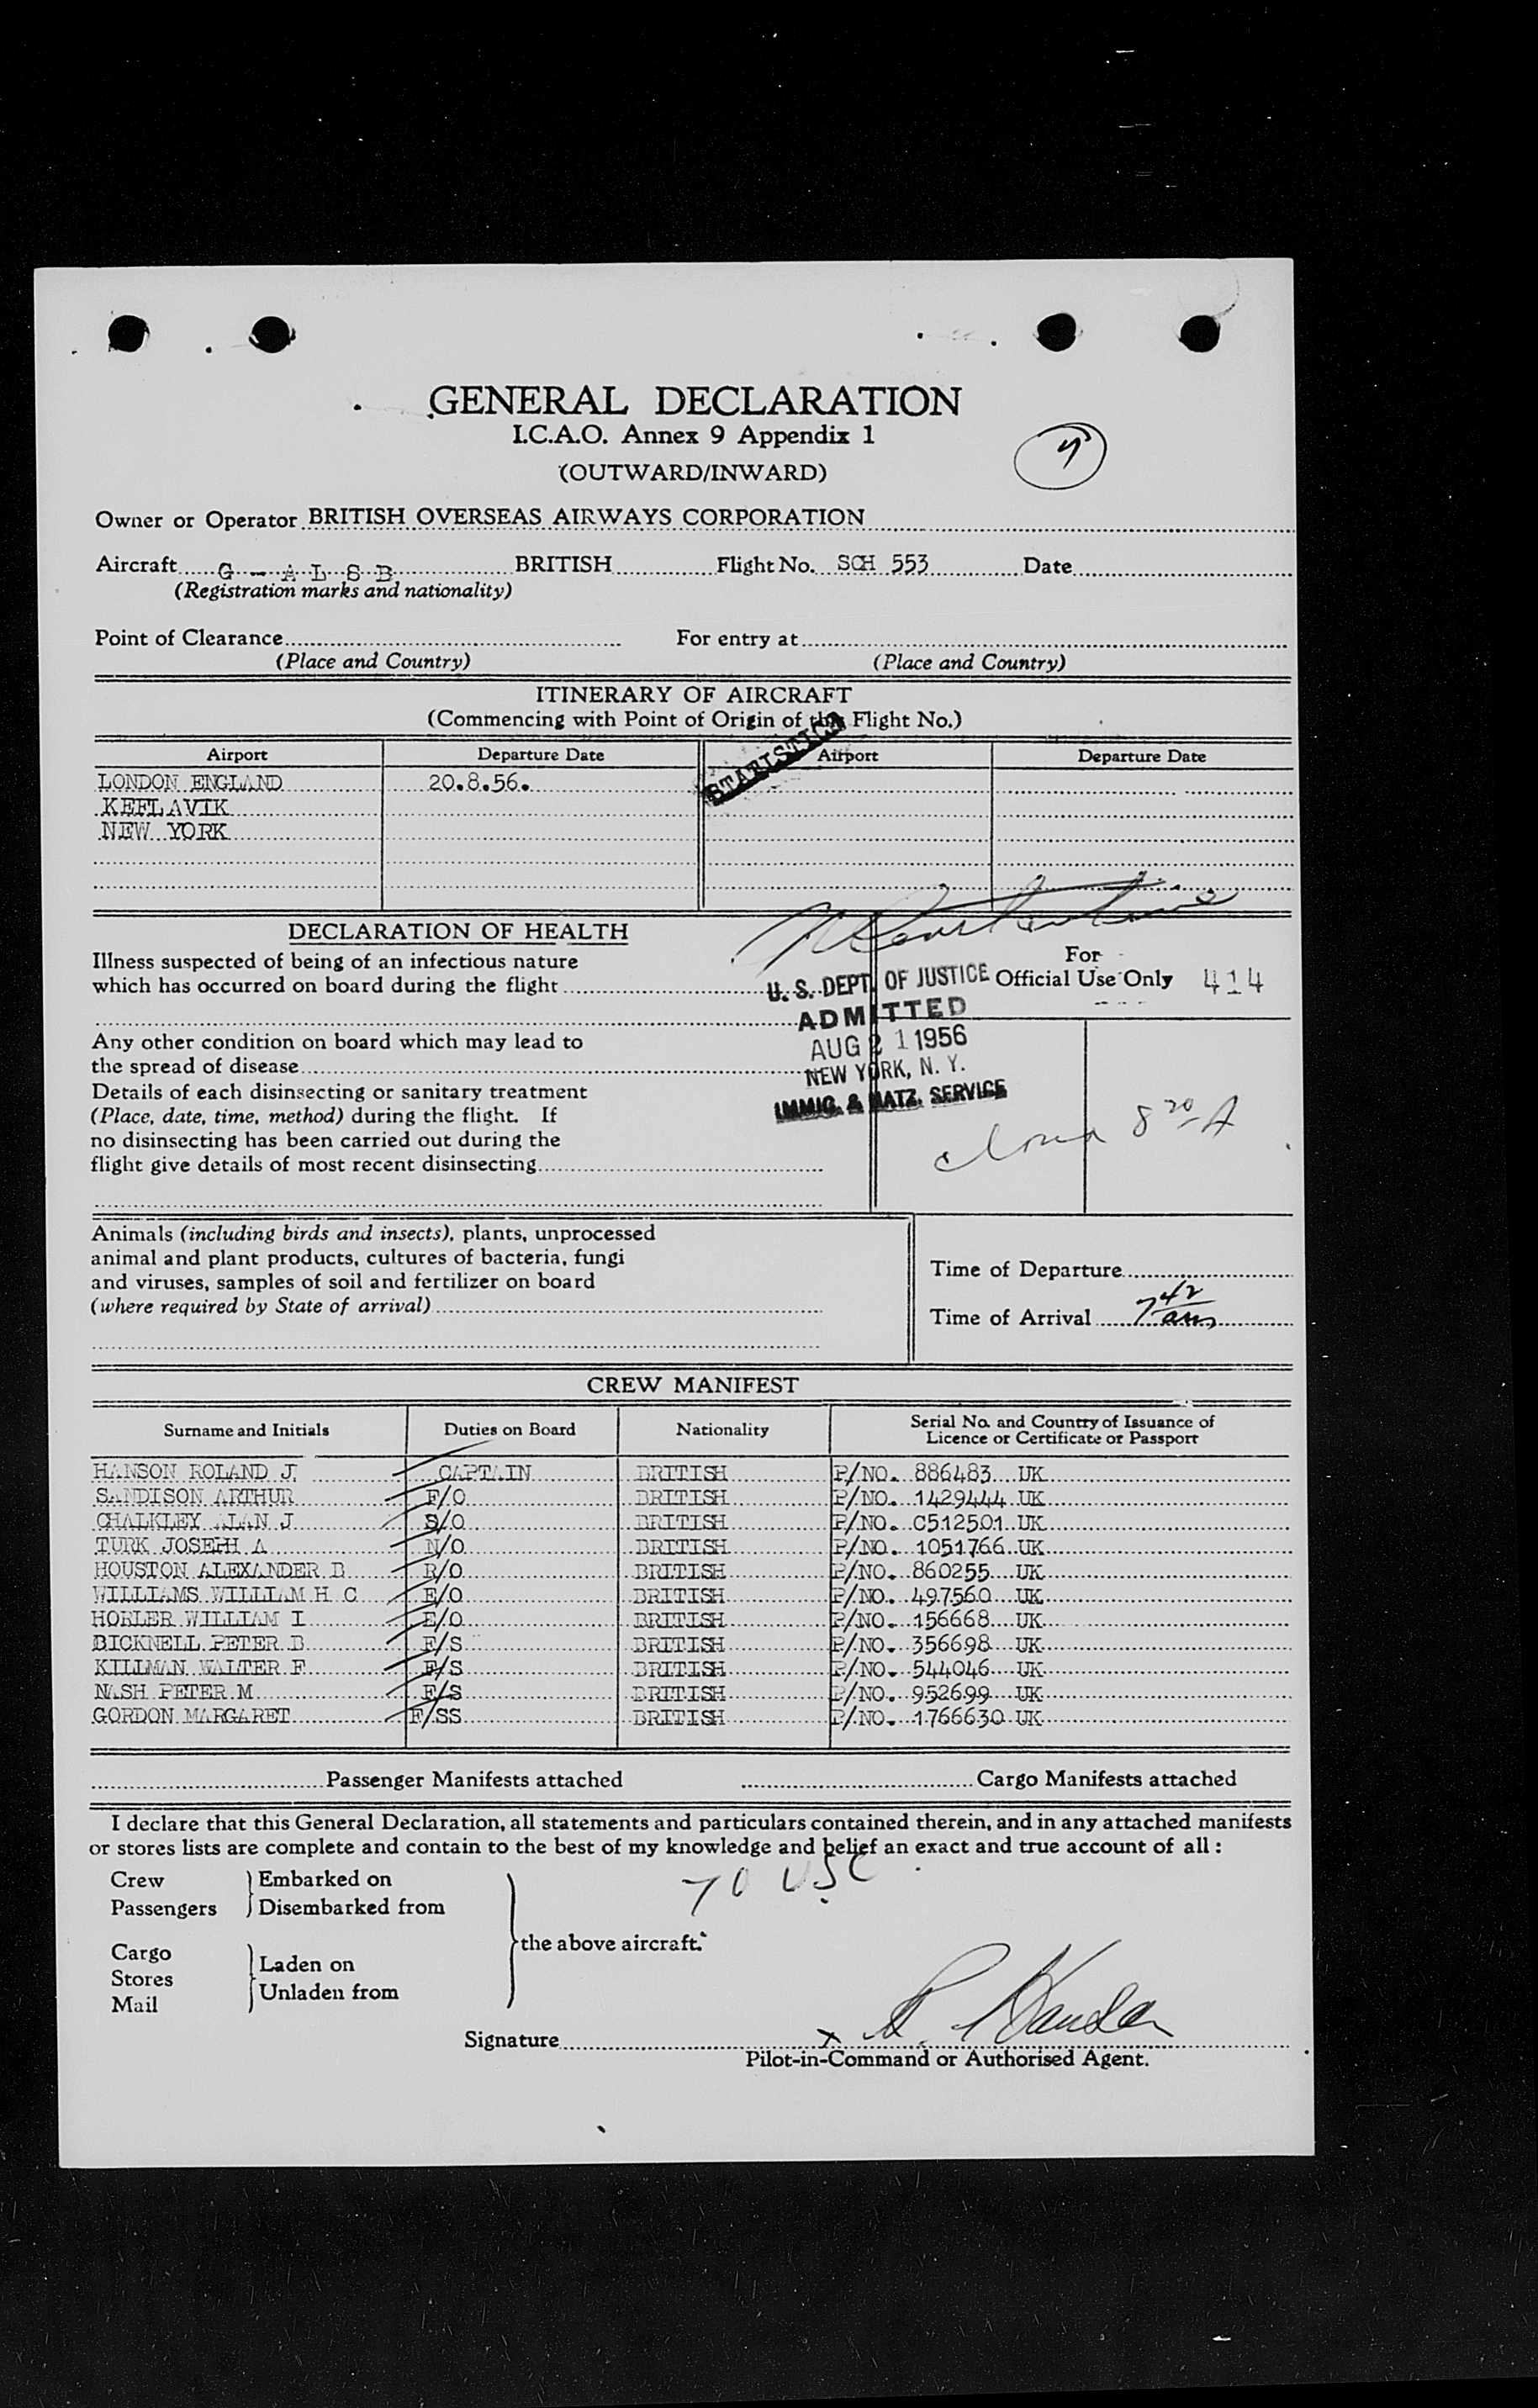 GENERAL DECLARATION
I.C.A.O. Annex 9 Appendix 1
(OUTWARD/INWARD)
Owner or Operator BRITISH OVERSEAS AIRWAYS CORPORATION
Aircraft G - A L S B BRITISH Flight No. SCH 553 Date
(Registration marks and nationality)
Point of Clearance For entry at
(Place and Country) (Place and Country)
ITINERARY OF AIRCRAFT
(Commencing with Point of Origin of the Flight No.)
STATISTICS
Airport Departure Date Airport Departure Date
LONDON ENGLAND 20.8.56.
KEFLAVIK
NEW YORK
DECLARATION OF HEALTH
Illness suspected of being of an infectious nature
which has occurred on board during the flight
Any other condition on board which may lead to
the spread of disease
Details of each disinsecting or sanitary treatment
(Place, date, time, method) during the flight. If
no disinsecting has been carried out during the
flight give details of most recent disinsecting
For
Official Use Only 414
U. S. DEPT. OF JUSTICE
ADMITTED
AUG 21 1956
NEW YORK, N. Y.
IMMIG. & NATZ. SERVICE
8 20 A
Animals (including birds and insects), plants, unprocessed
animal and plant products, cultures of bacteria, fungi
and viruses, samples of soil and fertilizer on board
(where required by State of arrival)
Time of Departure
Time of Arrival 7 42 am
CREW MANIFEST
Surname and Initials Duties on Board Nationality Serial No. and Country of Issuance of
Licence or Certificate or Passport
HANSON ROLAND J. CAPTAIN BRITISH P/NO. 886483 UK
SANDISON ARTHUR F/O BRITISH P/NO. 1429444 UK
CHALKLEY ALAN J S/O BRITISH P/NO. C512501 UK
TURK JOSEPH A N/O BRITISH P/NO. 1051766 UK
HOUSTON ALEXANDER B R/O BRITISH P/NO. 860255 UK
WILLIAMS WILLIAM H C E/O BRITISH P/NO. 497560 UK
HORLER WILLIAM I E/O BRITISH P/NO. 156668 UK
BICKNELL PETER B F/S BRITISH P/NO. 356698 UK
KILLMAN WALTER F F/S BRITISH P/NO. 544046 UK
NASH PETER M F/S BRITISH P/NO. 952699 UK
GORDON MARGARET F/SS BRITISH P/NO. 1766630 UK
Passenger Manifests attached Cargo Manifests attached
I declare that this General Declaration, all statements and particulars contained therein, and in any attached manifests
or stores lists are complete and contain to the best of my knowledge and belief an exact and true account of all :
70 USC
Crew Embarked on
Passengers Disembarked from
the above aircraft.
Cargo
Stores Laden on
Mail Unladen from
Signature x R. Hanson
Pilot-in-Command or Authorised Agent.